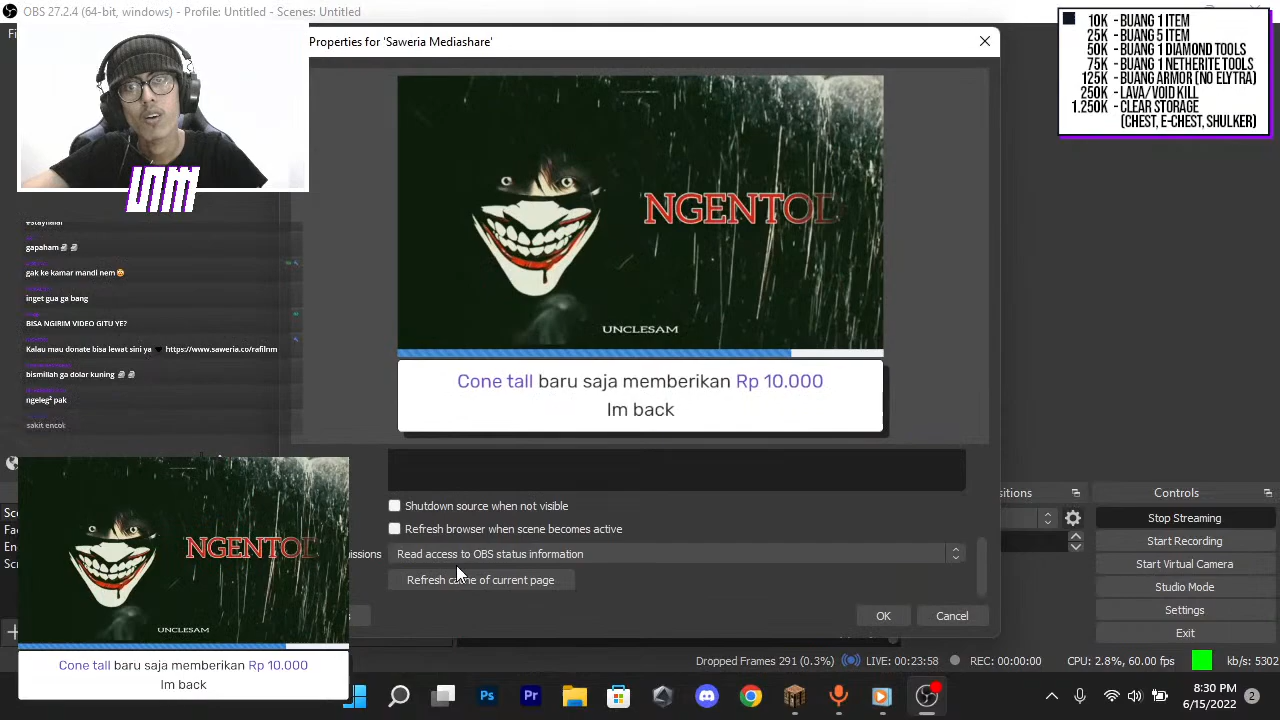 OBS 27.2.4 (64-bit, windows) - Profile: Untitled - Scenes: Untitled
Properties for 'Saweria Mediashare'
10K - BUANG 1 ITEM
25K - BUANG 5 ITEM
50K - BUANG 1 DIAMOND TOOLS
75K - BUANG 1 NETHERITE TOOLS
125K - BUANG ARMOR (NO ELYTRA)
250K - LAVA/VOID KILL
1.250K - CLEAR STORAGE
(CHEST, E-CHEST, SHULKER)
NGENTOL
UNCLESAM
Cone tall baru saja memberikan Rp 10.000
Im back
gapaham
gak ke kamar mandi nem
inget gua ga bang
BISA NGIRIM VIDEO GITU YE?
Kalau mau donate bisa lewat sini ya https://www.saweria.co/rafilnm
bismillah ga dolar kuning
ngeleg² pak
sakit encok
Shutdown source when not visible
Refresh browser when scene becomes active
Read access to OBS status information
Refresh cache of current page
OK
Cancel
Controls
Stop Streaming
Start Recording
Start Virtual Camera
Studio Mode
Settings
Exit
NGENTOL
UNCLESAM
Cone tall baru saja memberikan Rp 10.000
Im back
Dropped Frames 291 (0.3%)
LIVE: 00:23:58
REC: 00:00:00
CPU: 2.8%, 60.00 fps
kb/s: 5302
Ps
Pr
8:30 PM
6/15/2022
2